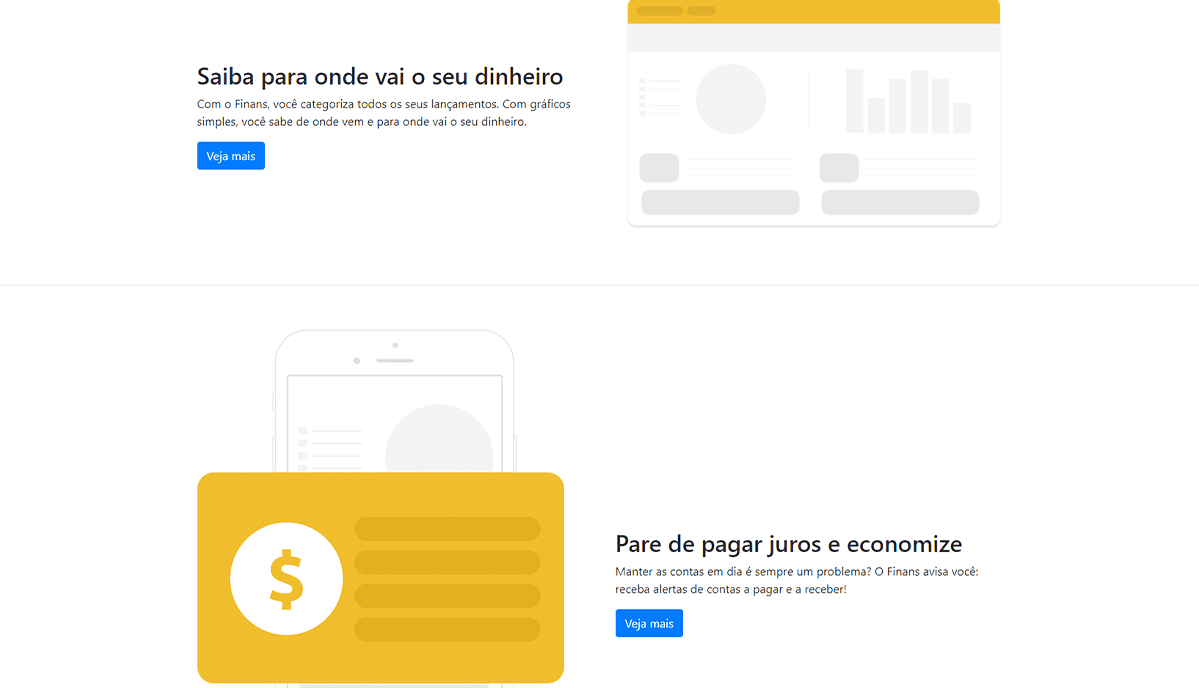 Saiba para onde vai o seu dinheiro
Com o Finans, você categoriza todos os seus lançamentos. Com gráficos
simples, você sabe de onde vem e para onde vai o seu dinheiro.
Veja mais
$
Pare de pagar juros e economize
Manter as contas em dia é sempre um problema? O Finans avisa você:
receba alertas de contas a pagar e a receber!
Veja mais